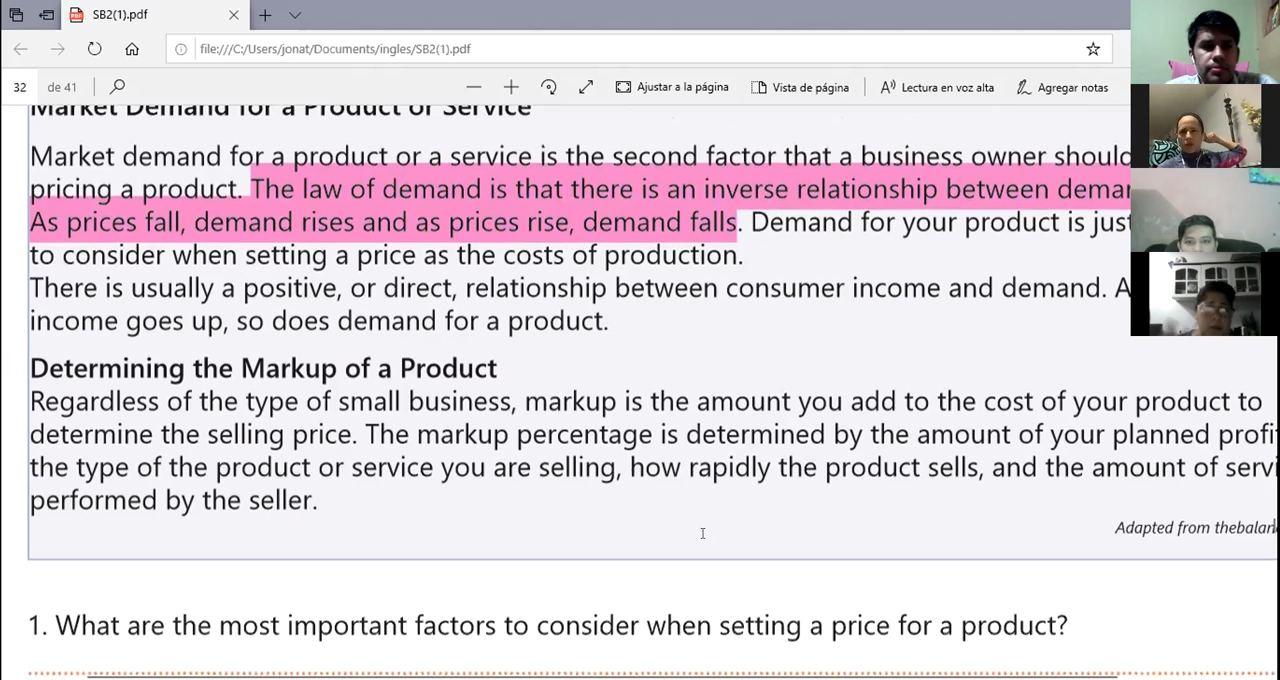 SB2(1).pdf
file:///C:/Users/jonat/Documents/ingles/SB2(1).pdf
32 de 41 Ajustar a la página Vista de página Lectura en voz alta Agregar notas
Market Demand for a Product or Service
Market demand for a product or a service is the second factor that a business owner should
pricing a product. The law of demand is that there is an inverse relationship between
As prices fall, demand rises and as prices rise, demand falls. Demand for your product is just
to consider when setting a price as the costs of production.
There is usually a positive, or direct, relationship between consumer income and demand.
income goes up, so does demand for a product.
Determining the Markup of a Product
Regardless of the type of small business, markup is the amount you add to the cost of your product to
determine the selling price. The markup percentage is determined by the amount of your planned
the type of the product or service you are selling, how rapidly the product sells, and the amount of
performed by the seller.
Adapted from
1. What are the most important factors to consider when setting a price for a product?